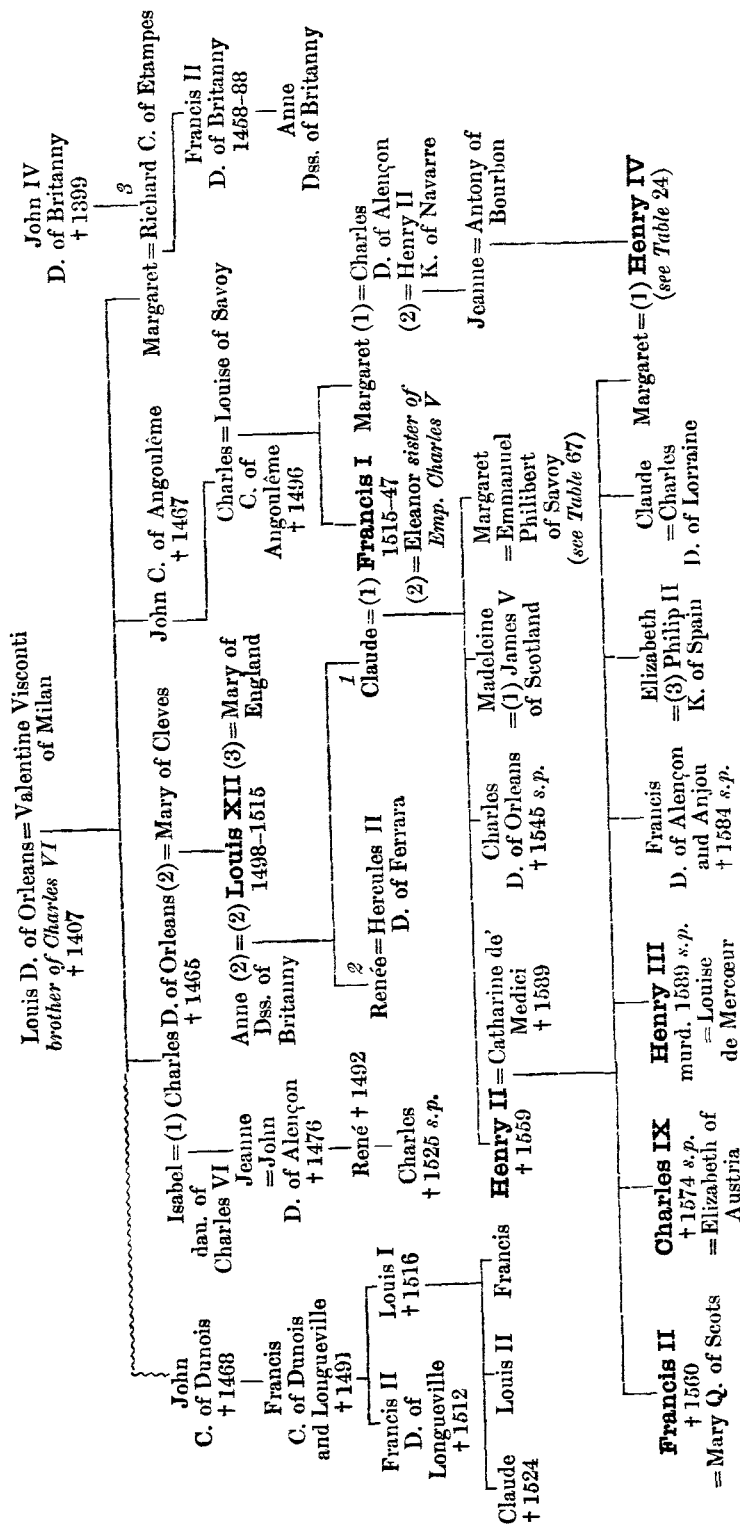 Louis D. of Orleans=Valentine Visconti
brother of Charles VI of Milan
†1407
John IV
D. of Britanny
†1399
John
C. of Dunois
†1468
Isabel=(1) Charles D. of Orleans (2)=Mary of Cleves
dau. of
Charles VI
†1465
John C. of Angoulême
†1467
3
Margaret=Richard C. of Etampes
Francis
C. of Dunois
and Longueville
†1491
Jeanne
=John
D. of Alençon
†1476
Anne (2)=(2) Louis XII (3)=Mary of
Dss. of
Britanny
1498–1515
England
Charles=Louise of Savoy
C. of
Angoulême
†1496
Francis II
D. of Britanny
1458–88
René †1492
Anne
Dss. of Britanny
Francis II
D. of
Longueville
†1512
Louis I
†1516
Charles
†1525 s.p.
2
Renée=Hercules II
D. of Ferrara
1
Claude=(1) Francis I
1515–47
(2)=Eleanor sister of
Emp. Charles V
Margaret (1)=Charles
D. of Alençon
(2)=Henry II
K. of Navarre
Claude
†1524
Louis II
Francis
Henry II=Catharine de'
†1559
Medici
†1589
Charles
D. of Orleans
†1545 s.p.
Madeleine
=(1) James V
of Scotland
Margaret
=Emmanuel
Philibert
of Savoy
(see Table 67)
Jeanne=Antony of
Bourbon
Francis II
†1560
=Mary Q. of Scots
Charles IX
†1574 s.p.
=Elizabeth of
Austria
Henry III
murd. 1589 s.p.
=Louise
de Mercœur
Francis
D. of Alençon
and Anjou
†1584 s.p.
Elizabeth
=(3) Philip II
K. of Spain
Claude
=Charles
D. of Lorraine
Margaret=(1) Henry IV
(see Table 24)